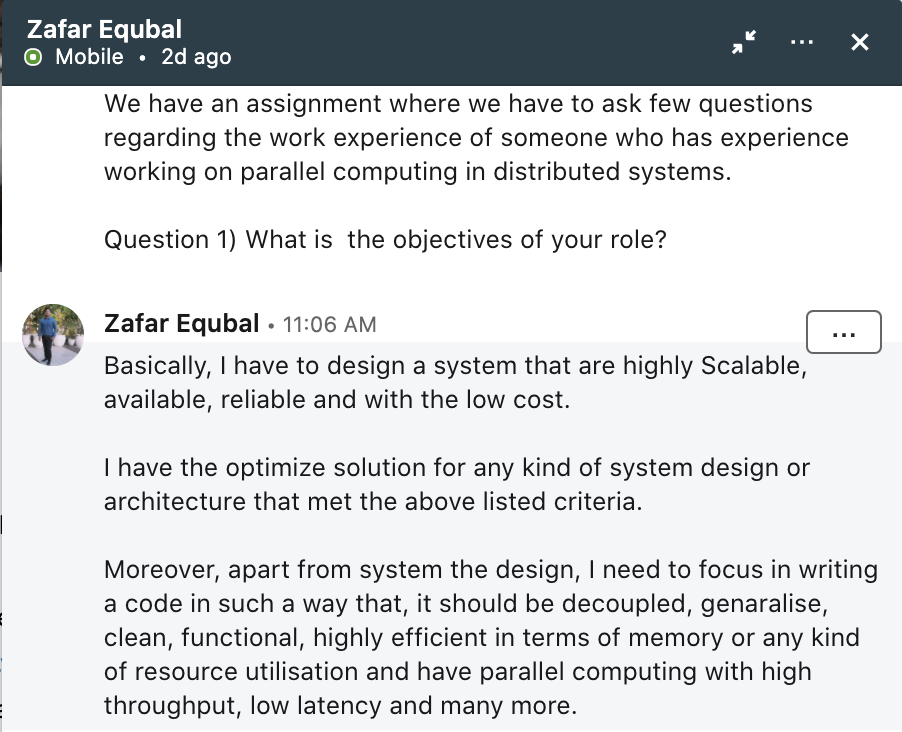 Zafar Equbal
Mobile • 2d ago
We have an assignment where we have to ask few questions
regarding the work experience of someone who has experience
working on parallel computing in distributed systems.
Question 1) What is  the objectives of your role?
Zafar Equbal • 11:06 AM
Basically, I have to design a system that are highly Scalable,
available, reliable and with the low cost.
I have the optimize solution for any kind of system design or
architecture that met the above listed criteria.
Moreover, apart from system the design, I need to focus in writing
a code in such a way that, it should be decoupled, genaralise,
clean, functional, highly efficient in terms of memory or any kind
of resource utilisation and have parallel computing with high
throughput, low latency and many more.